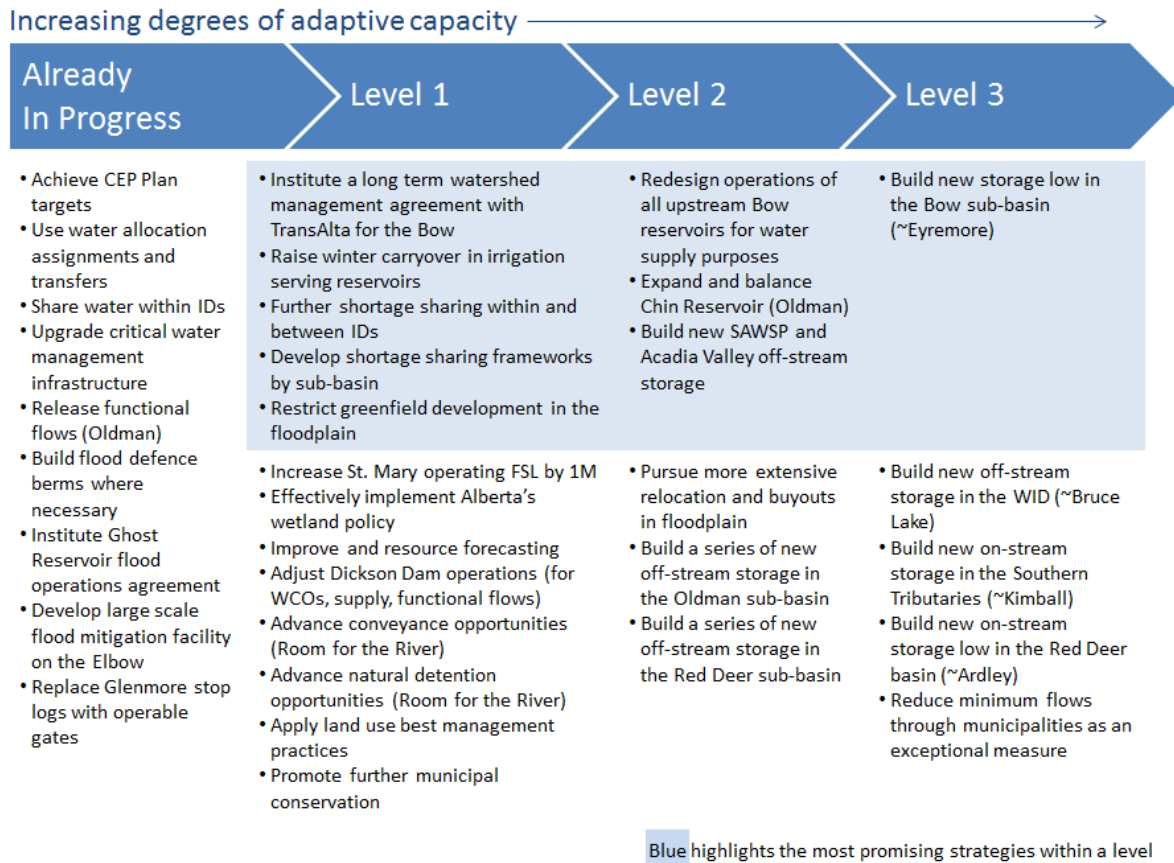 Increasing degrees of adaptive capacity
Already
In Progress
Level 1
Level 2
Level 3
• Achieve CEP Plan
targets
• Use water allocation
assignments and
transfers
• Share water within IDs
• Upgrade critical water
management
infrastructure
• Release functional
flows (Oldman)
• Build flood defence
berms where
necessary
• Institute Ghost
Reservoir flood
operations agreement
• Develop large scale
flood mitigation facility
on the Elbow
• Replace Glenmore stop
logs with operable
gates
• Institute a long term watershed
management agreement with
TransAlta for the Bow
• Raise winter carryover in irrigation
serving reservoirs
• Further shortage sharing within and
between IDs
• Develop shortage sharing frameworks
by sub-basin
• Restrict greenfield development in the
floodplain
• Increase St. Mary operating FSL by 1M
• Effectively implement Alberta's
wetland policy
• Improve and resource forecasting
• Adjust Dickson Dam operations (for
WCOs, supply, functional flows)
• Advance conveyance opportunities
(Room for the River)
• Advance natural detention
opportunities (Room for the River)
• Apply land use best management
practices
• Promote further municipal
conservation
• Redesign operations of
all upstream Bow
reservoirs for water
supply purposes
• Expand and balance
Chin Reservoir (Oldman)
• Build new SAWSP and
Acadia Valley off-stream
storage
• Pursue more extensive
relocation and buyouts
in floodplain
• Build a series of new
off-stream storage in
the Oldman sub-basin
• Build a series of new
off-stream storage in
the Red Deer sub-basin
• Build new storage low in
the Bow sub-basin
(~Eyremore)
• Build new off-stream
storage in the WID (~Bruce
Lake)
• Build new on-stream
storage in the Southern
Tributaries (~Kimball)
• Build new on-stream
storage low in the Red Deer
basin (~Ardley)
• Reduce minimum flows
through municipalities as an
exceptional measure
Blue highlights the most promising strategies within a level